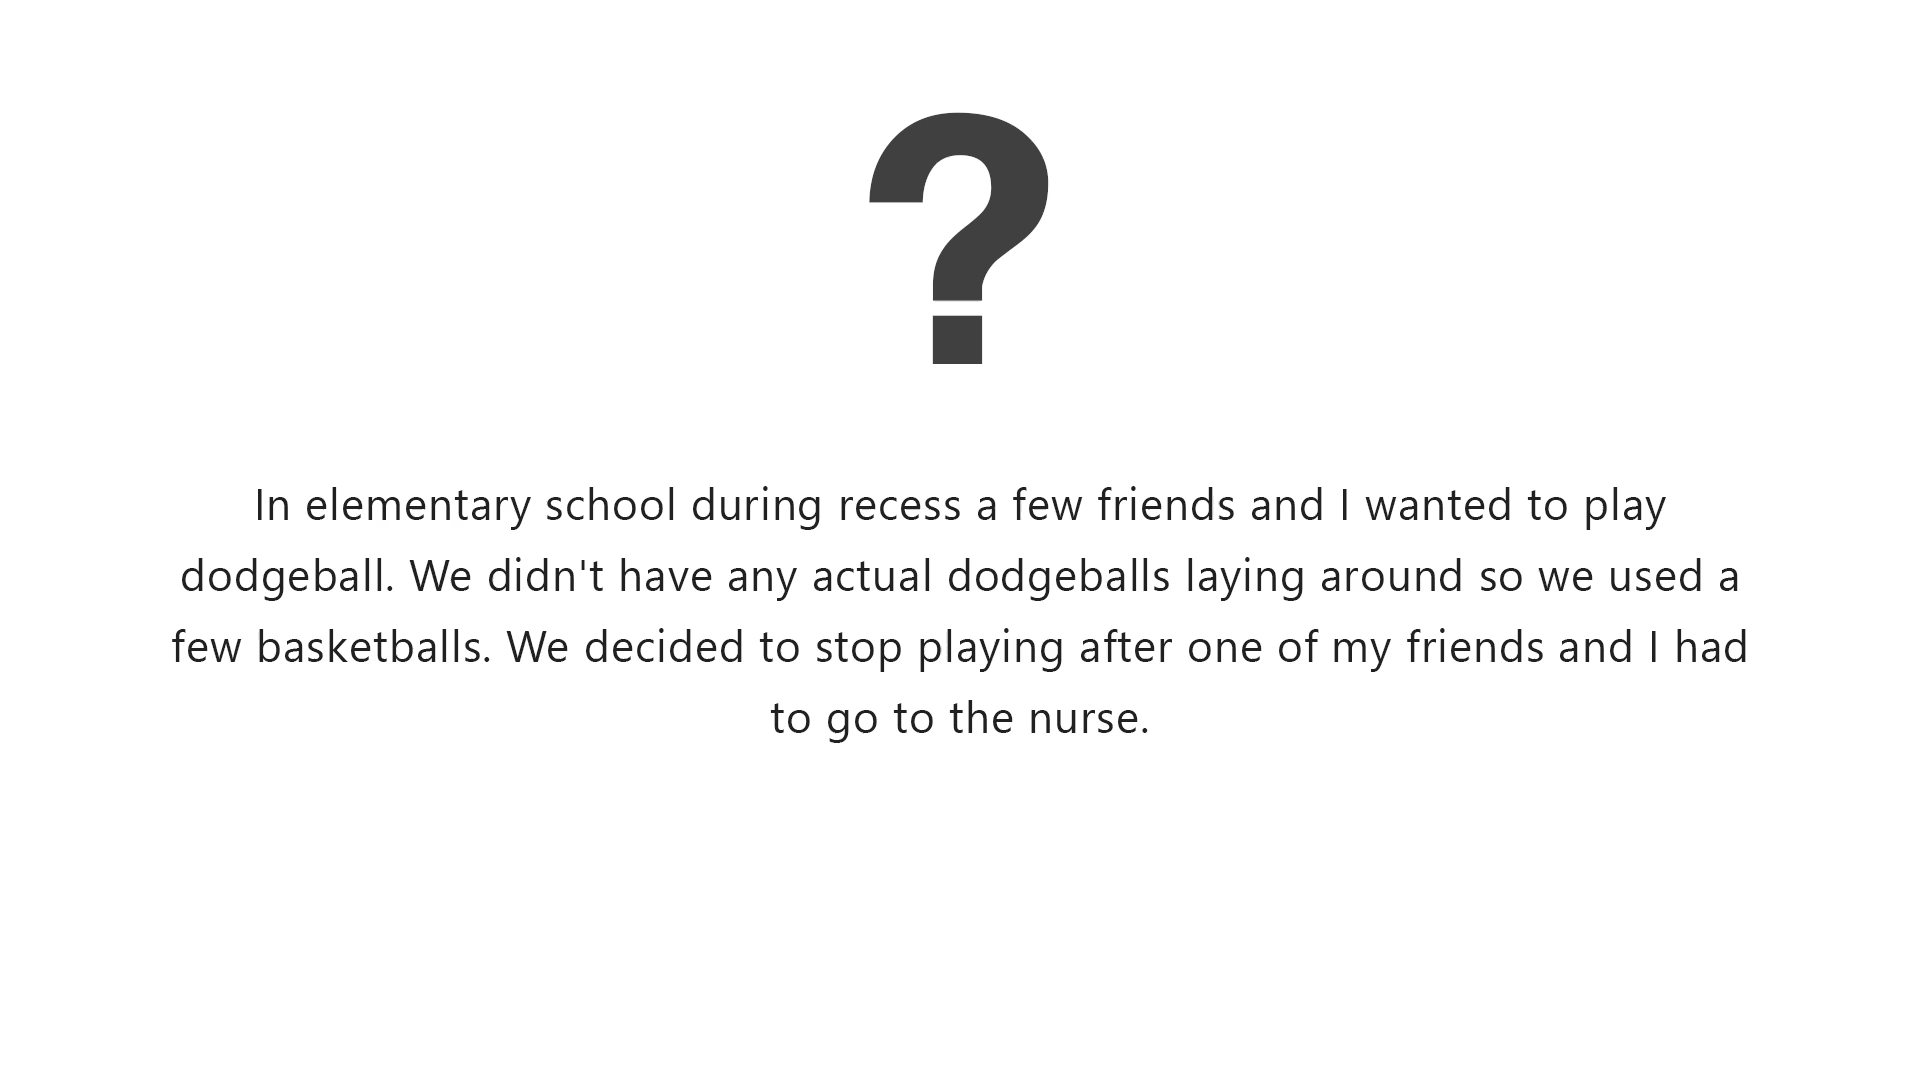 ?
In elementary school during recess a few friends and I wanted to play
dodgeball. We didn't have any actual dodgeballs laying around so we used a
few basketballs. We decided to stop playing after one of my friends and I had
to go to the nurse.